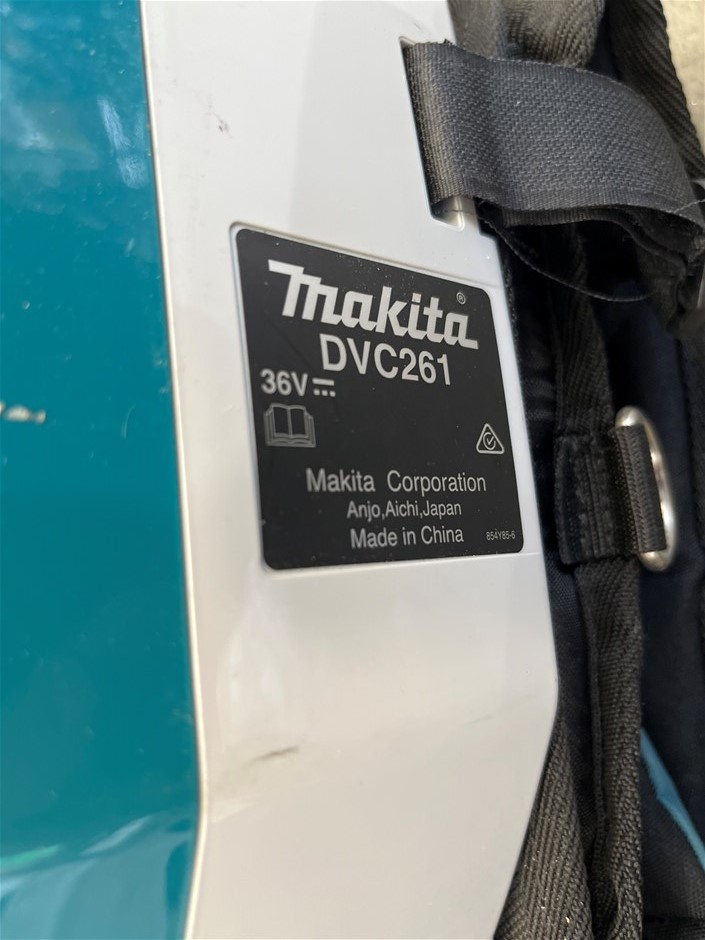 Makita®
DVC261
36V
Makita Corporation
Anjo,Aichi,Japan
Made in China
854Y85-6